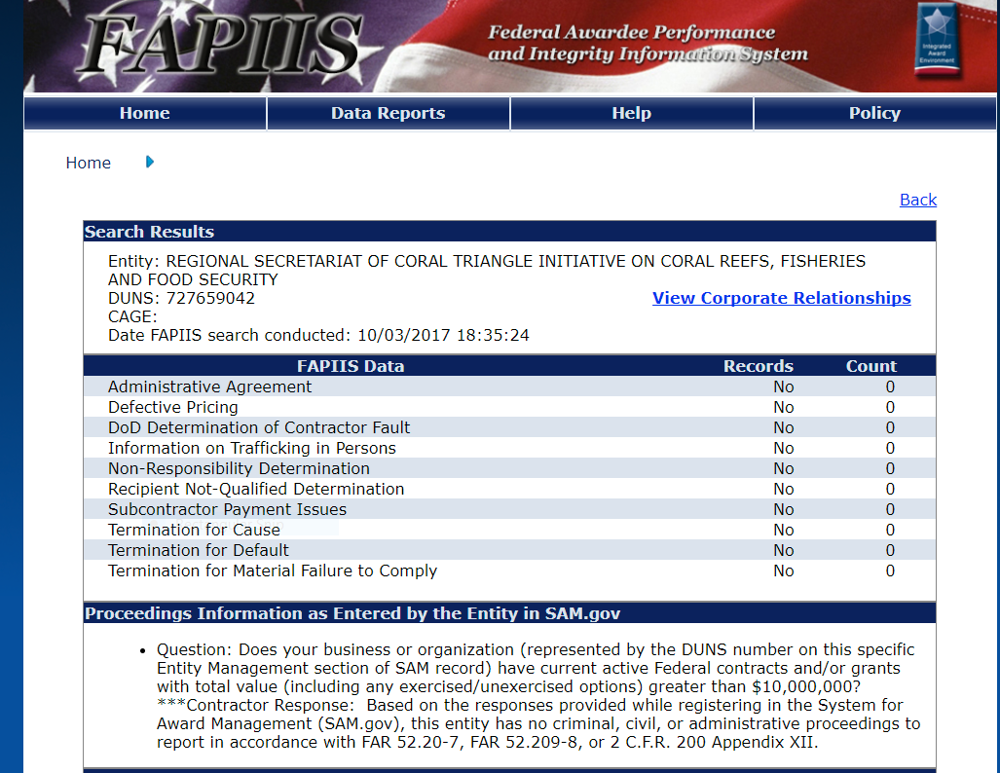 FAPIIS
Federal Awardee Performance
and Integrity Information System
Integrated
Award
Environment
Home Data Reports Help Policy
Home
Back
Search Results
Entity: REGIONAL SECRETARIAT OF CORAL TRIANGLE INITIATIVE ON CORAL REEFS, FISHERIES
AND FOOD SECURITY
DUNS: 727659042 View Corporate Relationships
CAGE:
Date FAPIIS search conducted: 10/03/2017 18:35:24
FAPIIS Data Records Count
Administrative Agreement No 0
Defective Pricing No 0
DoD Determination of Contractor Fault No 0
Information on Trafficking in Persons No 0
Non-Responsibility Determination No 0
Recipient Not-Qualified Determination No 0
Subcontractor Payment Issues No 0
Termination for Cause No 0
Termination for Default No 0
Termination for Material Failure to Comply No 0
Proceedings Information as Entered by the Entity in SAM.gov
• Question: Does your business or organization (represented by the DUNS number on this specific
Entity Management section of SAM record) have current active Federal contracts and/or grants
with total value (including any exercised/unexercised options) greater than $10,000,000?
***Contractor Response: Based on the responses provided while registering in the System for
Award Management (SAM.gov), this entity has no criminal, civil, or administrative proceedings to
report in accordance with FAR 52.20-7, FAR 52.209-8, or 2 C.F.R. 200 Appendix XII.